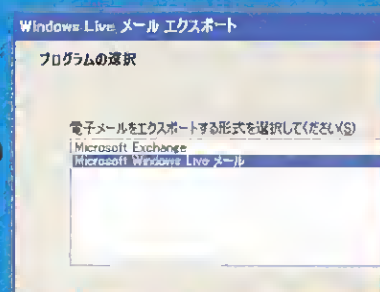 Windows Live メール エクスポート
プログラムの選択
電子メールをエクスポートする形式を選択してください(S)
Microsoft Exchange
Microsoft Windows Live メール